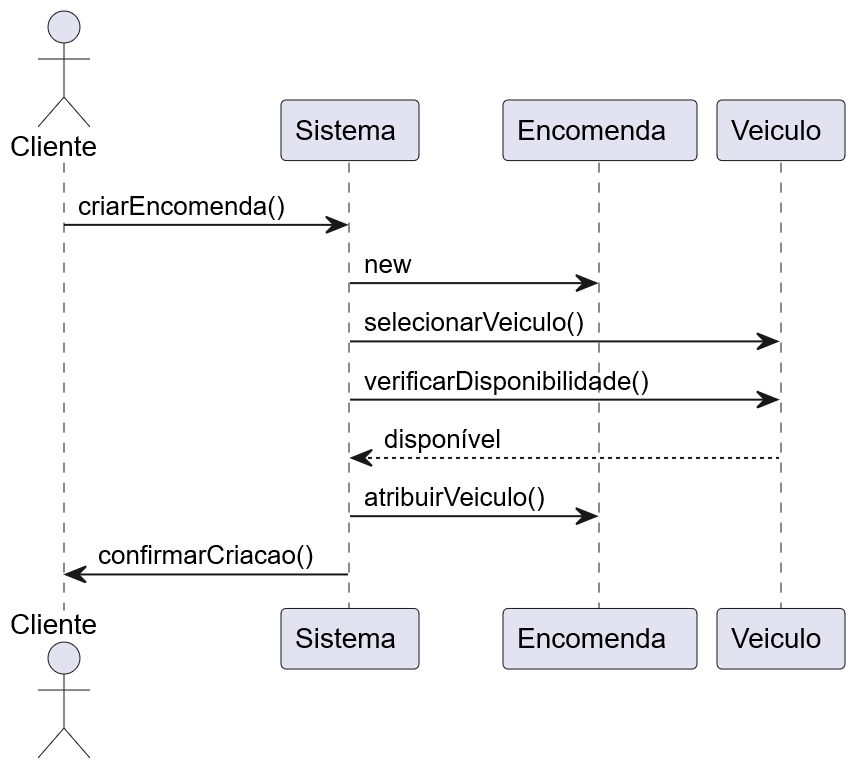 Cliente
Sistema
Encomenda
Veiculo
criarEncomenda()
new
selecionarVeiculo()
verificarDisponibilidade()
disponível
atribuirVeiculo()
confirmarCriacao()
Cliente
Sistema
Encomenda
Veiculo